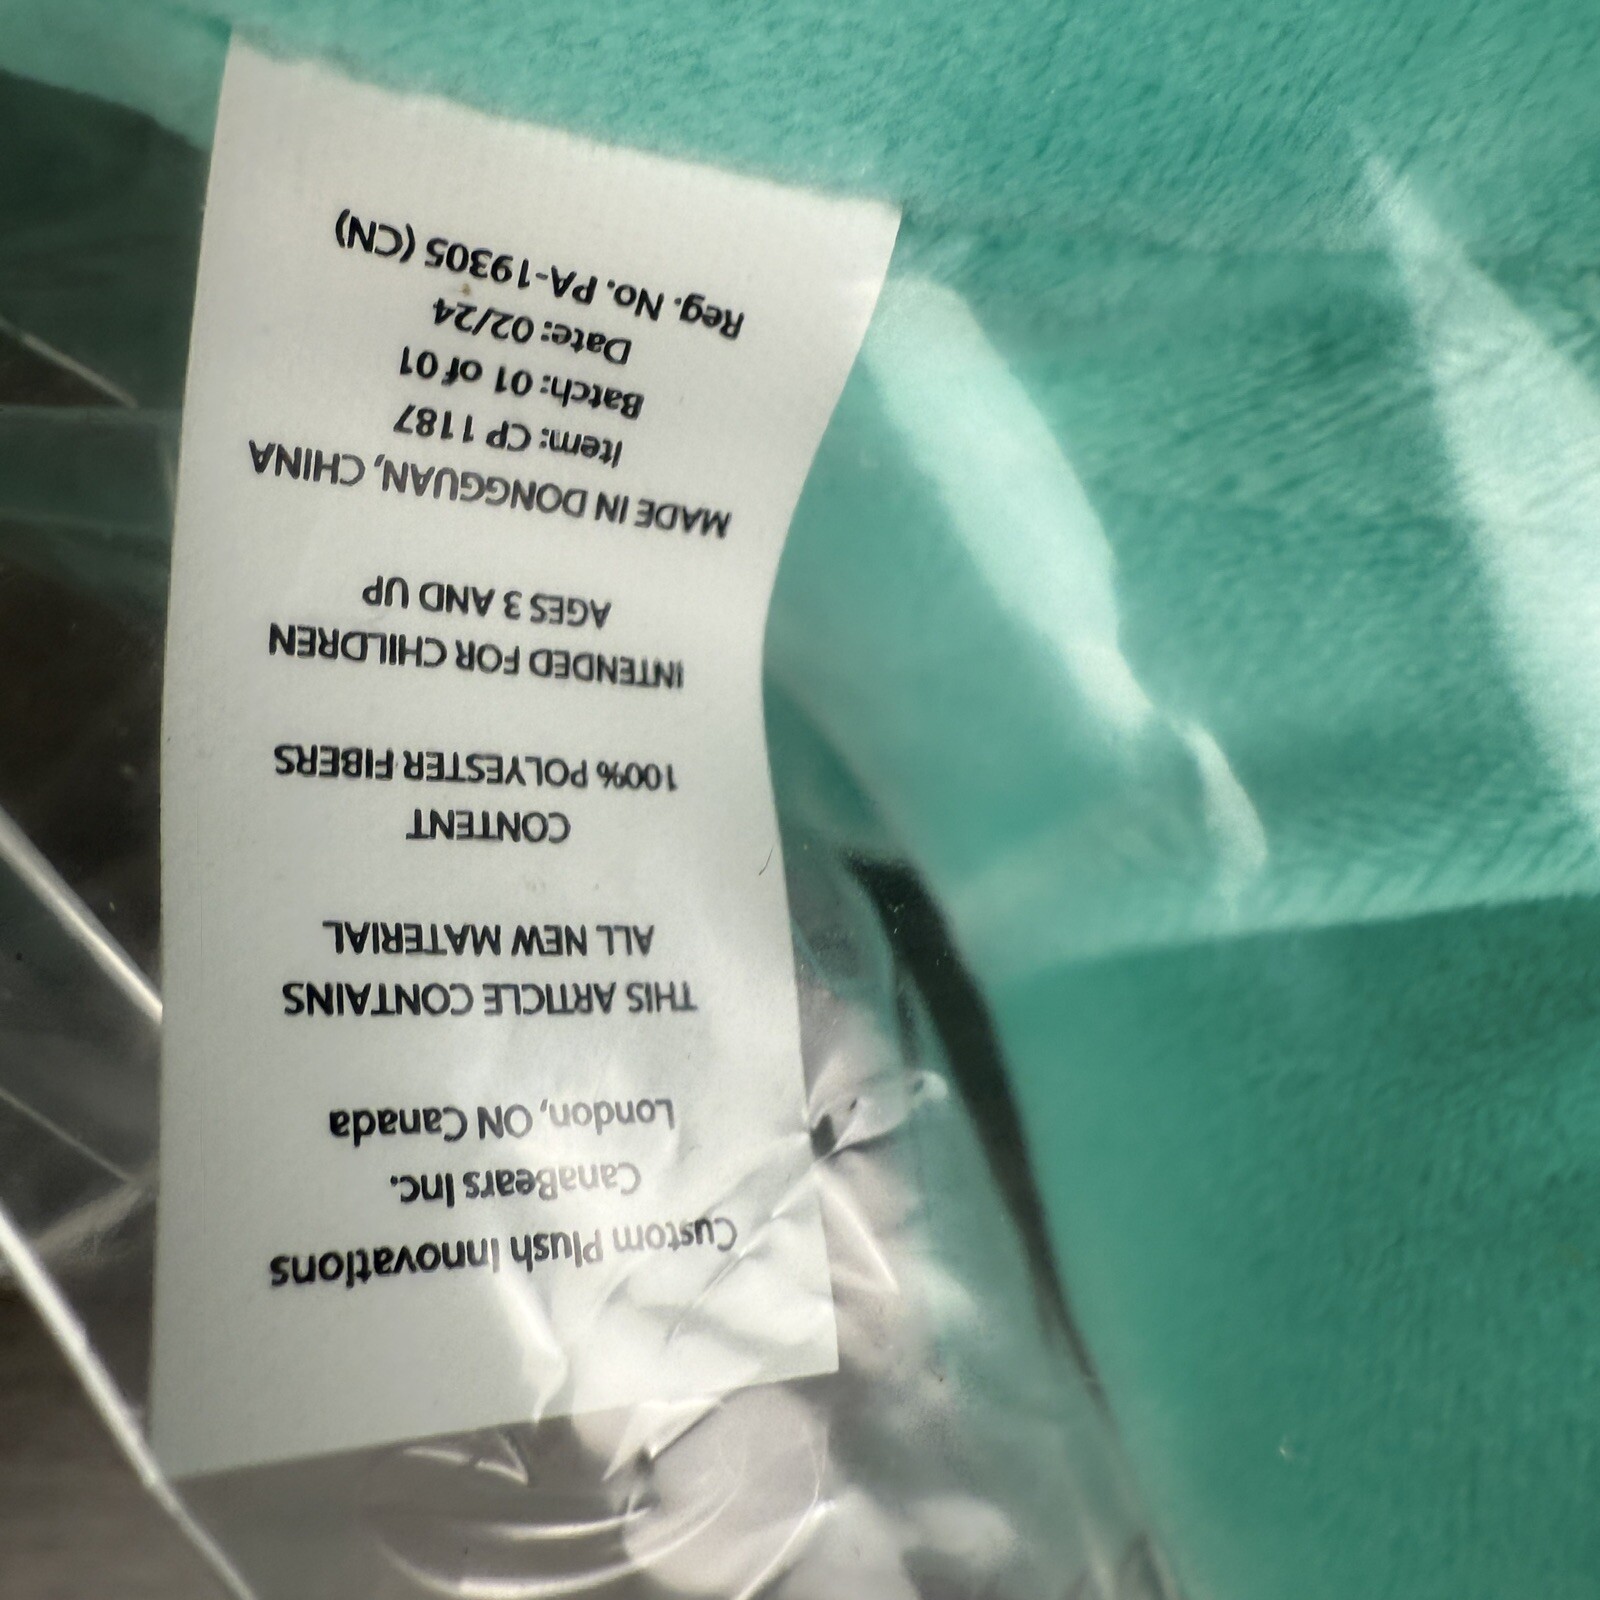 Custom Plush Innovations
CanaBears Inc.
London, ON Canada
THIS ARTICLE CONTAINS
ALL NEW MATERIAL
CONTENT
100% POLYESTER FIBERS
INTENDED FOR CHILDREN
AGES 3 AND UP
MADE IN DONGGUAN, CHINA
Item: CP 1187
Batch: 01 of 01
Date: 02/24
Reg. No. PA-19305 (CN)